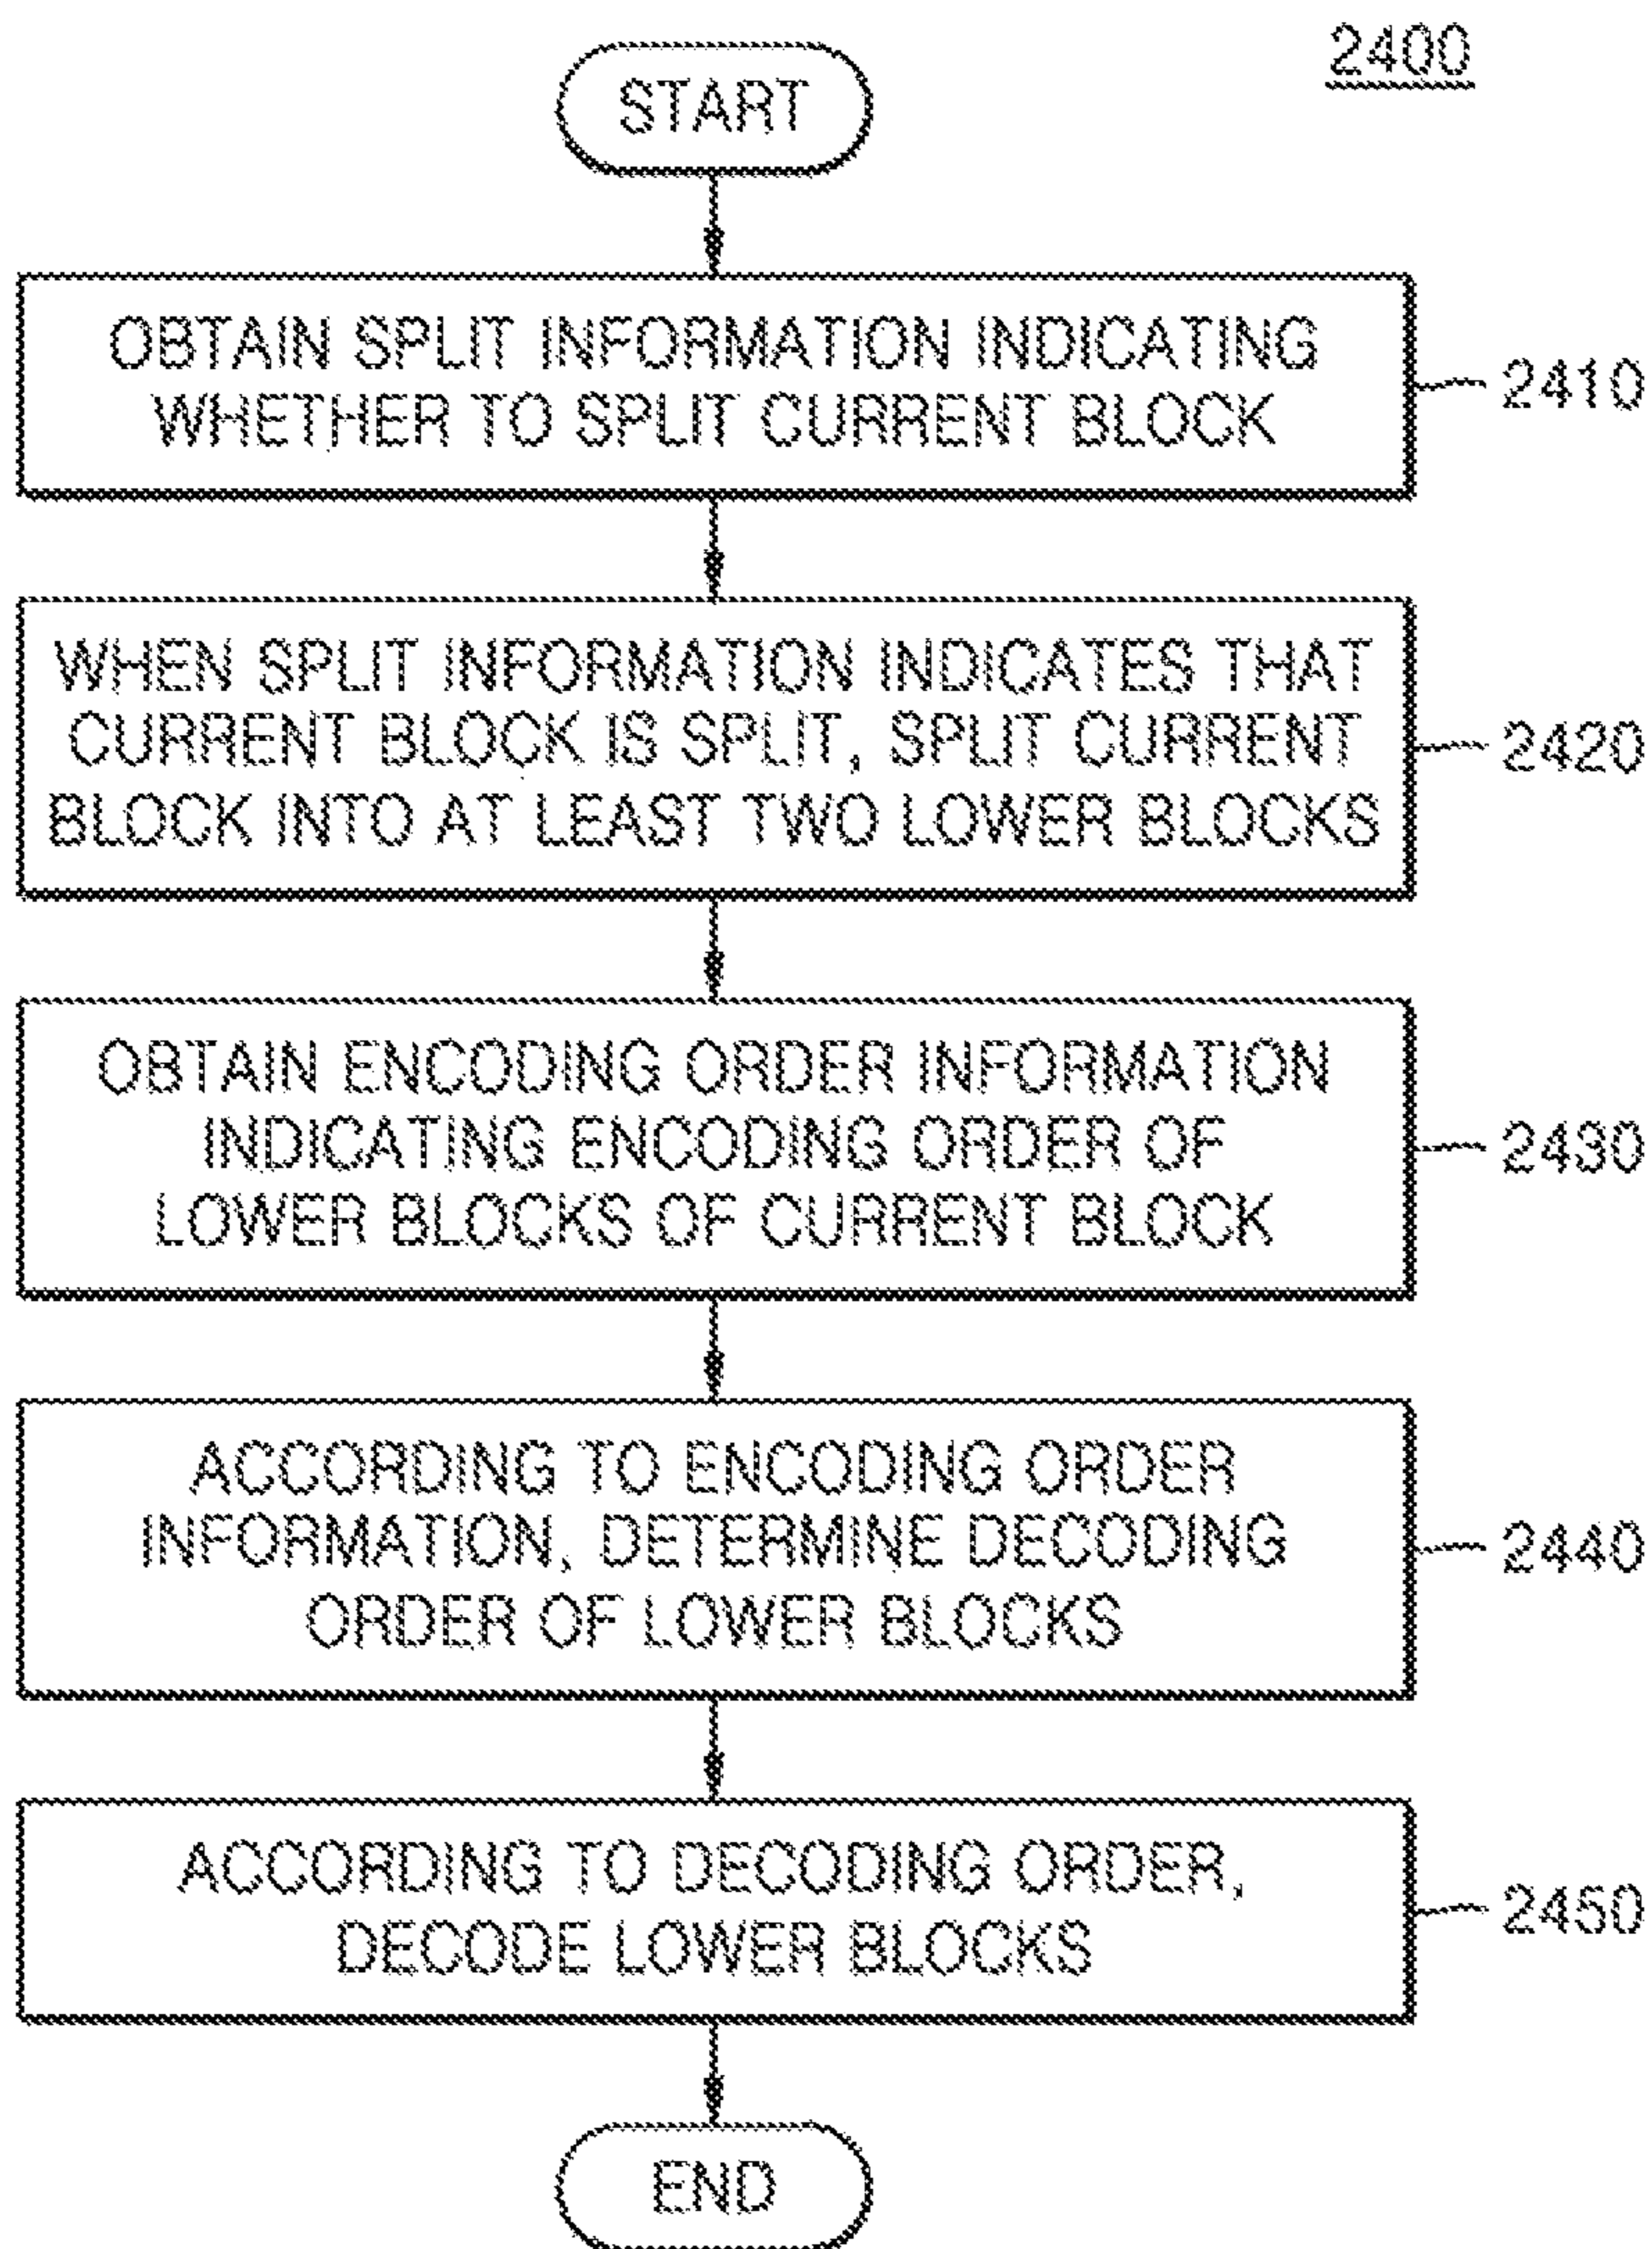 2400
START
OBTAIN SPLIT INFORMATION INDICATING
WHETHER TO SPLIT CURRENT BLOCK
2410
WHEN SPLIT INFORMATION INDICATES THAT
CURRENT BLOCK IS SPLIT, SPLIT CURRENT
BLOCK INTO AT LEAST TWO LOWER BLOCKS
2420
OBTAIN ENCODING ORDER INFORMATION
INDICATING ENCODING ORDER OF
LOWER BLOCKS OF CURRENT BLOCK
2430
ACCORDING TO ENCODING ORDER
INFORMATION, DETERMINE DECODING
ORDER OF LOWER BLOCKS
2440
ACCORDING TO DECODING ORDER,
DECODE LOWER BLOCKS
2450
END